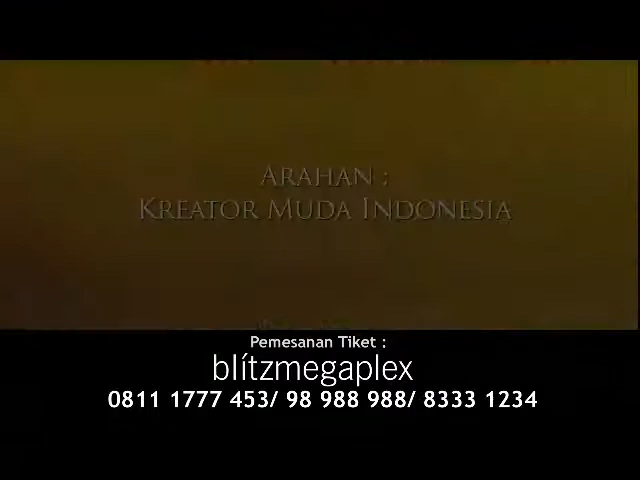 ARAHAN :
KREATOR MUDA INDONESIA
Pemesanan Tiket :
blítzmegaplex
0811 1777 453/ 98 988 988/ 8333 1234